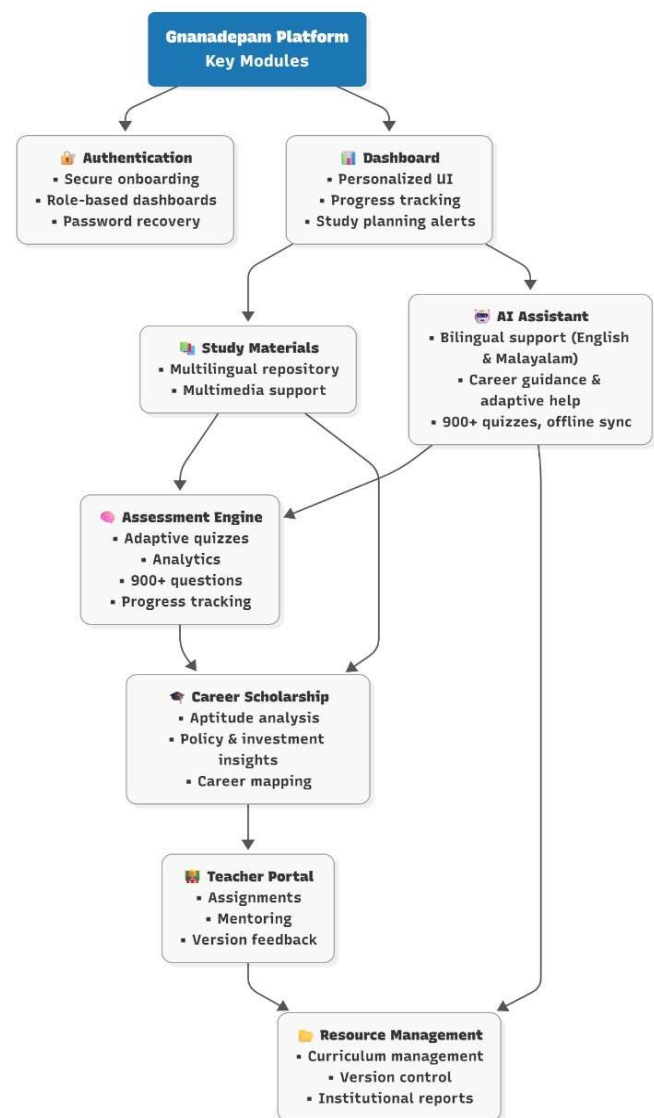 Gnanadepam Platform
Key Modules
Authentication
▪ Secure onboarding
▪ Role-based dashboards
▪ Password recovery
Dashboard
▪ Personalized UI
▪ Progress tracking
▪ Study planning alerts
Study Materials
▪ Multilingual repository
▪ Multimedia support
AI Assistant
▪ Bilingual support (English
& Malayalam)
▪ Career guidance &
adaptive help
▪ 900+ quizzes, offline sync
Assessment Engine
▪ Adaptive quizzes
▪ Analytics
▪ 900+ questions
▪ Progress tracking
Career Scholarship
▪ Aptitude analysis
▪ Policy & investment
insights
▪ Career mapping
Teacher Portal
▪ Assignments
▪ Mentoring
▪ Version feedback
Resource Management
▪ Curriculum management
▪ Version control
▪ Institutional reports